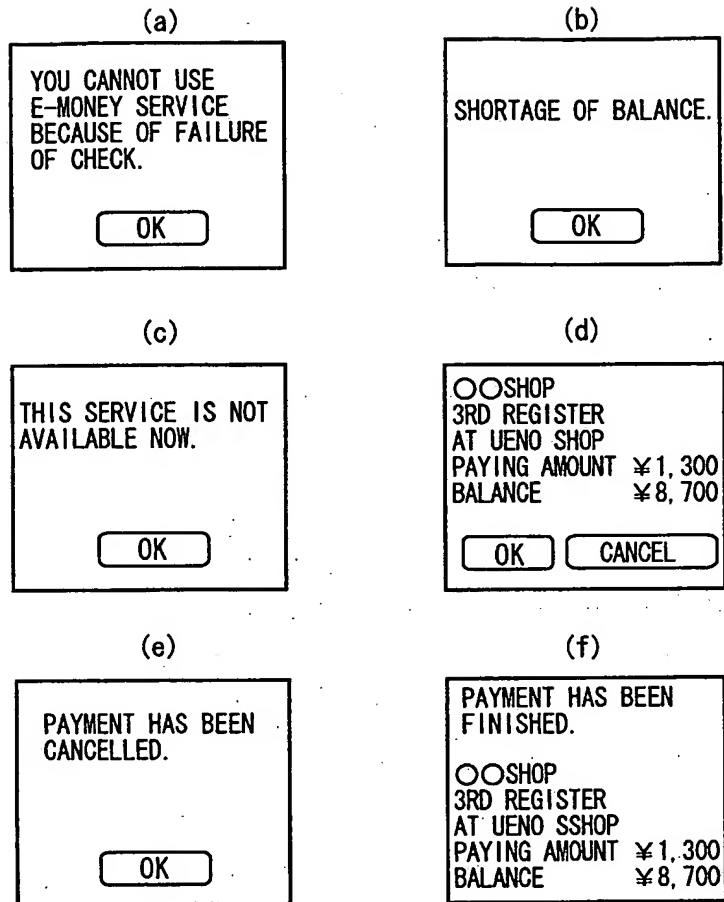 (a)
YOU CANNOT USE
E-MONEY SERVICE
BECAUSE OF FAILURE
OF CHECK.
OK
(b)
SHORTAGE OF BALANCE.
OK
(c)
THIS SERVICE IS NOT
AVAILABLE NOW.
OK
(d)
○○SHOP
3RD REGISTER
AT UENO SHOP
PAYING AMOUNT ¥1,300
BALANCE ¥8,700
OK CANCEL
(e)
PAYMENT HAS BEEN
CANCELLED.
OK
(f)
PAYMENT HAS BEEN
FINISHED.
○○SHOP
3RD REGISTER
AT UENO SSHOP
PAYING AMOUNT ¥1,300
BALANCE ¥8,700